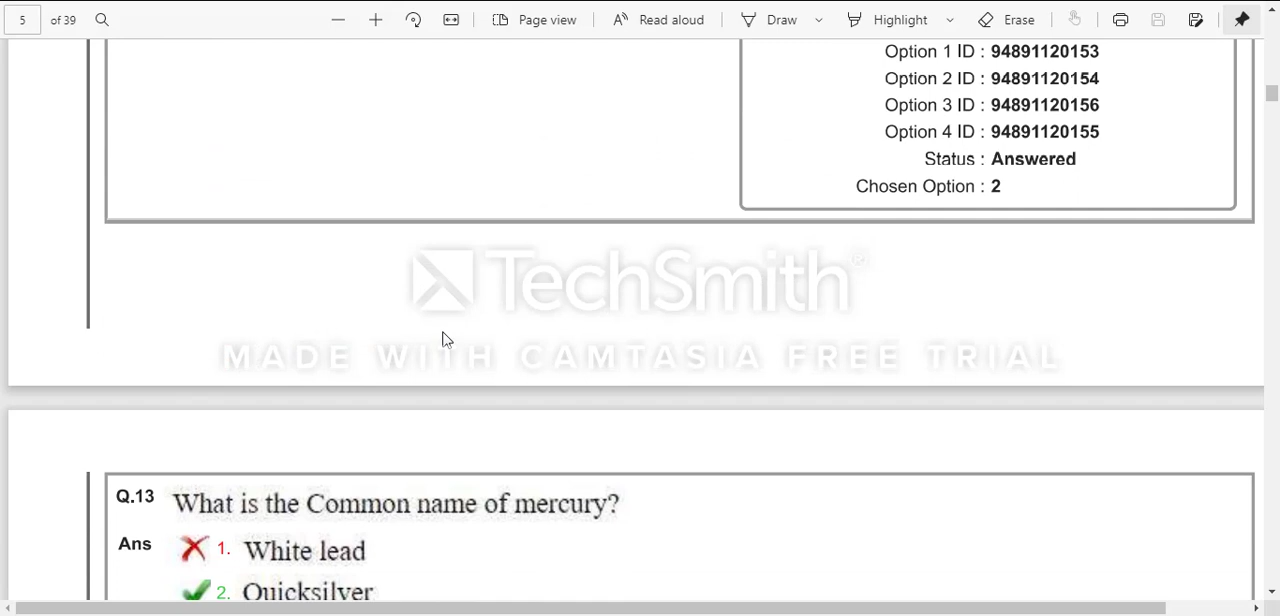 5 of 39 Page view Read aloud Draw Highlight Erase
Option 1 ID : 94891120153
Option 2 ID : 94891120154
Option 3 ID : 94891120156
Option 4 ID : 94891120155
Status : Answered
Chosen Option : 2
TechSmith®
MADE WITH CAMTASIA FREE TRIAL
Q.13 What is the Common name of mercury?
Ans 1. White lead
2. Quicksilver